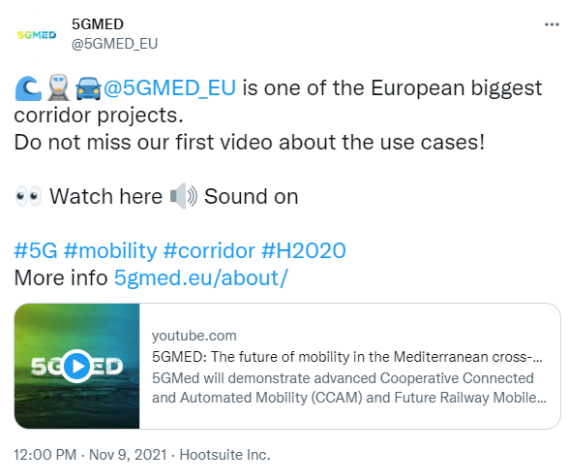 5GMED
5GMED
@5GMED_EU
🌊🚆🚘@5GMED_EU is one of the European biggest
corridor projects.
Do not miss our first video about the use cases!
👀 Watch here 🔊 Sound on
#5G #mobility #corridor #H2020
More info 5gmed.eu/about/
youtube.com
5GMED: The future of mobility in the Mediterranean cross-...
5GMed will demonstrate advanced Cooperative Connected
and Automated Mobility (CCAM) and Future Railway Mobile...
12:00 PM · Nov 9, 2021 · Hootsuite Inc.